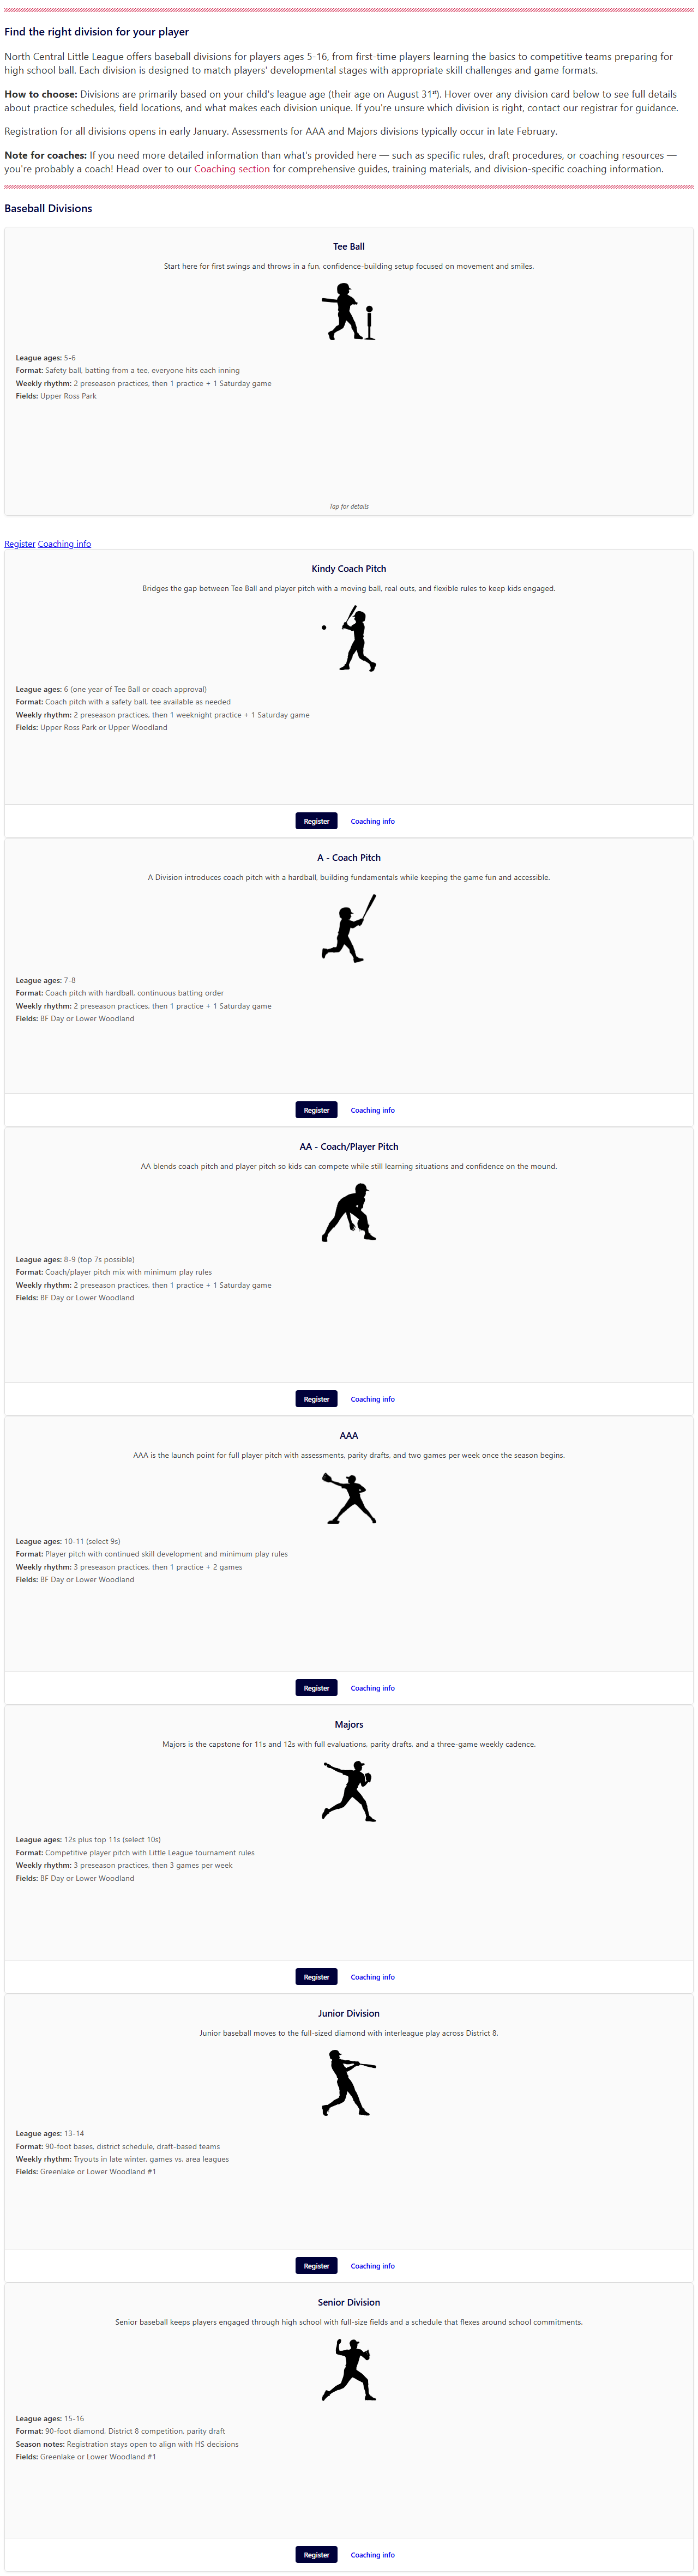 Find the right division for your player
North Central Little League offers baseball divisions for players ages 5-16, from first-time players learning the basics to competitive teams preparing for
high school ball. Each division is designed to match players' developmental stages with appropriate skill challenges and game formats.
How to choose: Divisions are primarily based on your child's league age (their age on August 31st). Hover over any division card below to see full details
about practice schedules, field locations, and what makes each division unique. If you're unsure which division is right, contact our registrar for guidance.
Registration for all divisions opens in early January. Assessments for AAA and Majors divisions typically occur in late February.
Note for coaches: If you need more detailed information than what's provided here — such as specific rules, draft procedures, or coaching resources —
you're probably a coach! Head over to our Coaching section for comprehensive guides, training materials, and division-specific coaching information.
Baseball Divisions
Tee Ball
Start here for first swings and throws in a fun, confidence-building setup focused on movement and smiles.
League ages: 5-6
Format: Safety ball, batting from a tee, everyone hits each inning
Weekly rhythm: 2 preseason practices, then 1 practice + 1 Saturday game
Fields: Upper Ross Park
Tap for details
Register Coaching info
Kindy Coach Pitch
Bridges the gap between Tee Ball and player pitch with a moving ball, real outs, and flexible rules to keep kids engaged.
League ages: 6 (one year of Tee Ball or coach approval)
Format: Coach pitch with a safety ball, tee available as needed
Weekly rhythm: 2 preseason practices, then 1 weeknight practice + 1 Saturday game
Fields: Upper Ross Park or Upper Woodland
Register Coaching info
A - Coach Pitch
A Division introduces coach pitch with a hardball, building fundamentals while keeping the game fun and accessible.
League ages: 7-8
Format: Coach pitch with hardball, continuous batting order
Weekly rhythm: 2 preseason practices, then 1 practice + 1 Saturday game
Fields: BF Day or Lower Woodland
Register Coaching info
AA - Coach/Player Pitch
AA blends coach pitch and player pitch so kids can compete while still learning situations and confidence on the mound.
League ages: 8-9 (top 7s possible)
Format: Coach/player pitch mix with minimum play rules
Weekly rhythm: 2 preseason practices, then 1 practice + 1 Saturday game
Fields: BF Day or Lower Woodland
Register Coaching info
AAA
AAA is the launch point for full player pitch with assessments, parity drafts, and two games per week once the season begins.
League ages: 10-11 (select 9s)
Format: Player pitch with continued skill development and minimum play rules
Weekly rhythm: 3 preseason practices, then 1 practice + 2 games
Fields: BF Day or Lower Woodland
Register Coaching info
Majors
Majors is the capstone for 11s and 12s with full evaluations, parity drafts, and a three-game weekly cadence.
League ages: 12s plus top 11s (select 10s)
Format: Competitive player pitch with Little League tournament rules
Weekly rhythm: 3 preseason practices, then 3 games per week
Fields: BF Day or Lower Woodland
Register Coaching info
Junior Division
Junior baseball moves to the full-sized diamond with interleague play across District 8.
League ages: 13-14
Format: 90-foot bases, district schedule, draft-based teams
Weekly rhythm: Tryouts in late winter, games vs. area leagues
Fields: Greenlake or Lower Woodland #1
Register Coaching info
Senior Division
Senior baseball keeps players engaged through high school with full-size fields and a schedule that flexes around school commitments.
League ages: 15-16
Format: 90-foot diamond, District 8 competition, parity draft
Season notes: Registration stays open to align with HS decisions
Fields: Greenlake or Lower Woodland #1
Register Coaching info